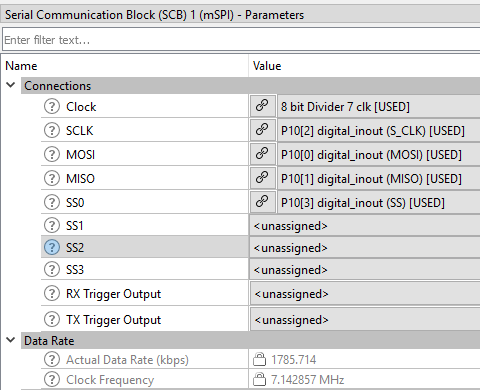 Serial Communication Block (SCB) 1 (mSPI) - Parameters
Enter filter text...
Name Value
Connections
Clock 8 bit Divider 7 clk [USED]
SCLK P10[2] digital_inout (S_CLK) [USED]
MOSI P10[0] digital_inout (MOSI) [USED]
MISO P10[1] digital_inout (MISO) [USED]
SS0 P10[3] digital_inout (SS) [USED]
SS1 <unassigned>
SS2 <unassigned>
SS3 <unassigned>
RX Trigger Output <unassigned>
TX Trigger Output <unassigned>
Data Rate
Actual Data Rate (kbps) 1785.714
Clock Frequency 7.142857 MHz